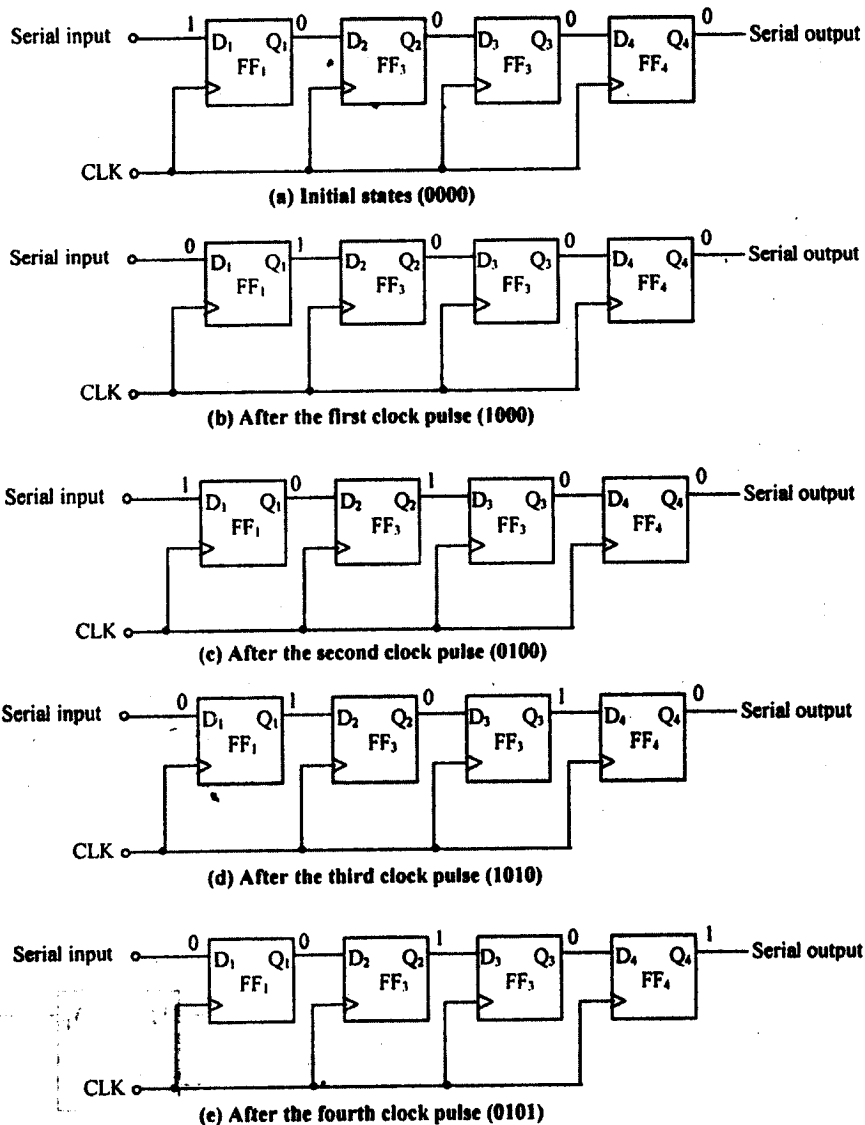 1 0 0 0 0
Serial input D₁ Q₁ D₂ Q₂ D₃ Q₃ D₄ Q₄ Serial output
FF₁ FF₃ FF₃ FF₄
CLK
(a) Initial states (0000)
0 1 0 0 0
Serial input D₁ Q₁ D₂ Q₂ D₃ Q₃ D₄ Q₄ Serial output
FF₁ FF₃ FF₃ FF₄
CLK
(b) After the first clock pulse (1000)
1 0 1 0 0
Serial input D₁ Q₁ D₂ Q₂ D₃ Q₃ D₄ Q₄ Serial output
FF₁ FF₃ FF₃ FF₄
CLK
(c) After the second clock pulse (0100)
0 1 0 1 0
Serial input D₁ Q₁ D₂ Q₂ D₃ Q₃ D₄ Q₄ Serial output
FF₁ FF₃ FF₃ FF₄
CLK
(d) After the third clock pulse (1010)
0 0 1 0 1
Serial input D₁ Q₁ D₂ Q₂ D₃ Q₃ D₄ Q₄ Serial output
FF₁ FF₃ FF₃ FF₄
CLK
(e) After the fourth clock pulse (0101)